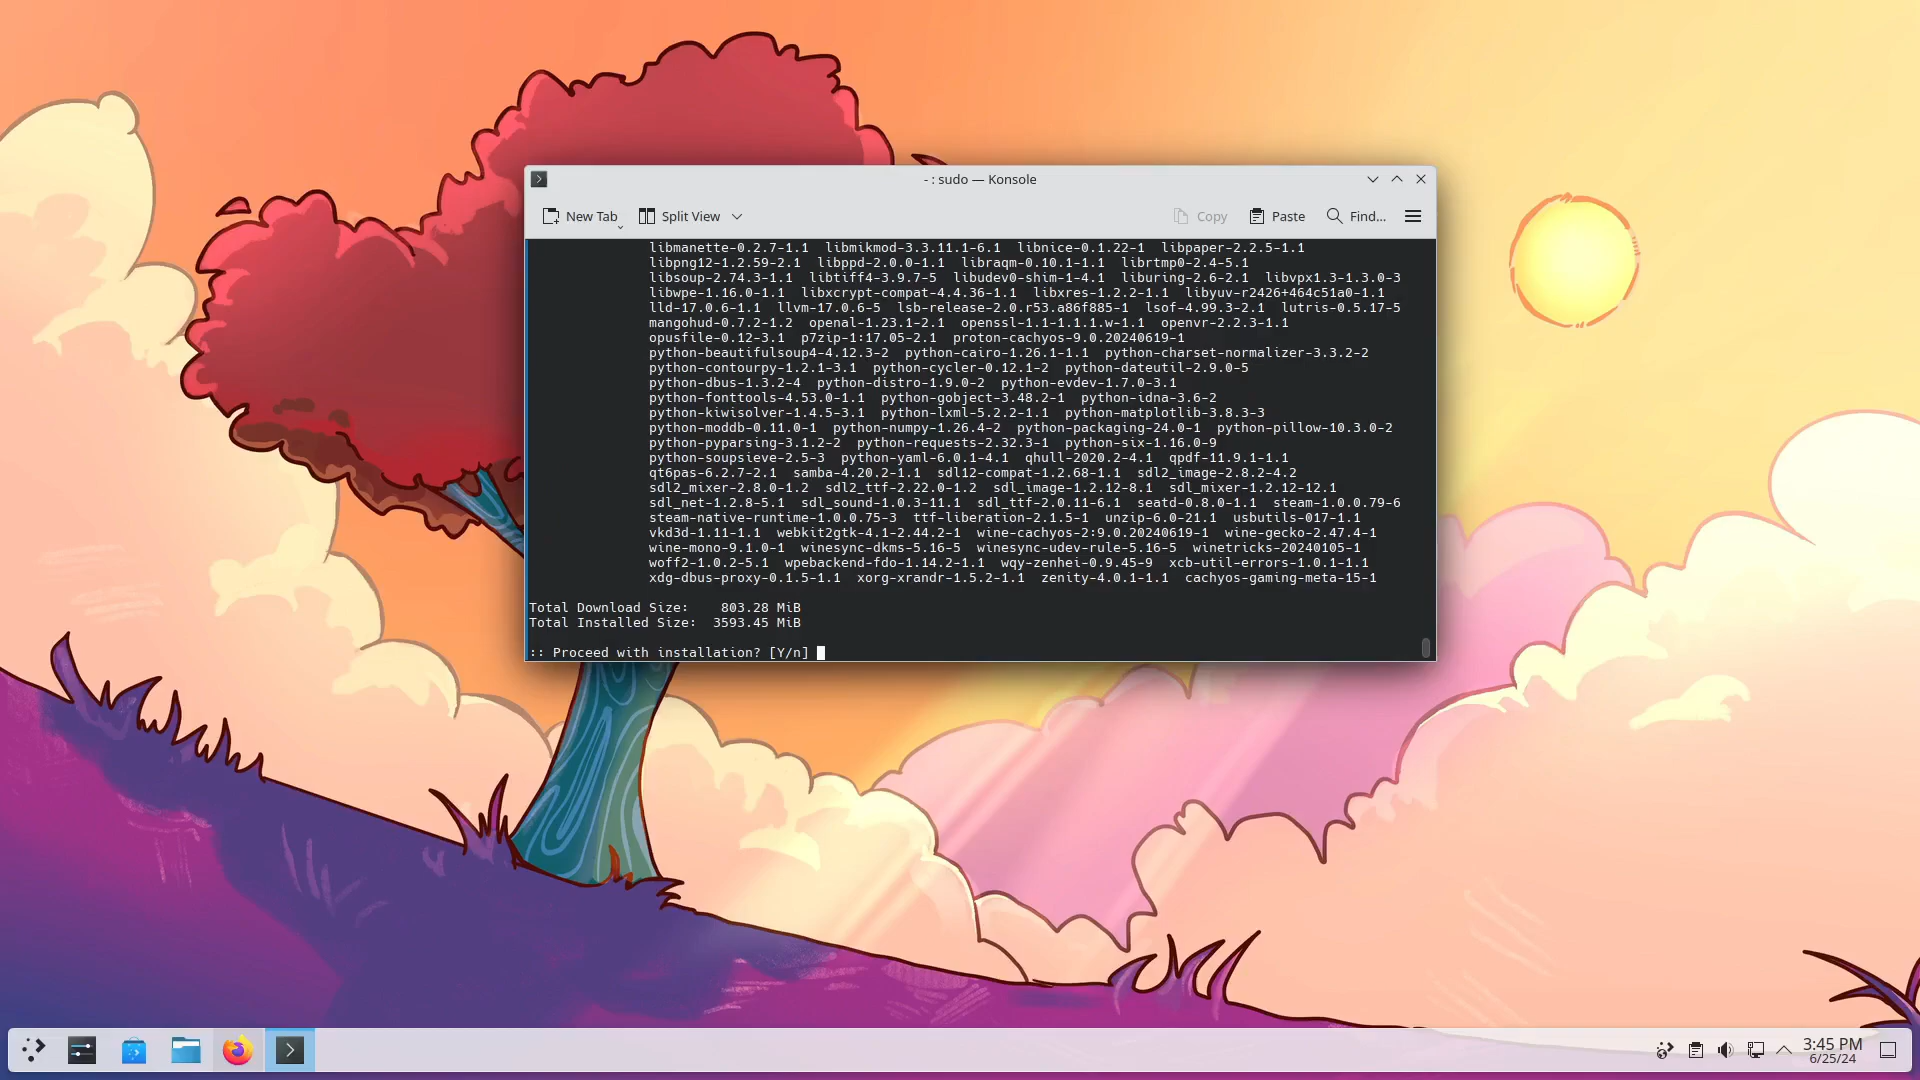 - : sudo — Konsole
New Tab Split View Copy Paste Find...
libmanette-0.2.7-1.1 libmikmod-3.3.11.1-6.1 libnice-0.1.22-1 libpaper-2.2.5-1.1
libpng12-1.2.59-2.1 libppd-2.0.0-1.1 libraqm-0.10.1-1.1 librtmp0-2.4-5.1
libsoup-2.74.3-1.1 libtiff4-3.9.7-5 libudev0-shim-1-4.1 liburing-2.6-2.1 libvpx1.3-1.3.0-3
libwpe-1.16.0-1.1 libxcrypt-compat-4.4.36-1.1 libxres-1.2.2-1.1 libyuv-r2426+464c51a0-1.1
lld-17.0.6-1.1 llvm-17.0.6-5 lsb-release-2.0.r53.a86f885-1 lsof-4.99.3-2.1 lutris-0.5.17-5
mangohud-0.7.2-1.2 openal-1.23.1-2.1 openssl-1.1-1.1.1.w-1.1 openvr-2.2.3-1.1
opusfile-0.12-3.1 p7zip-1:17.05-2.1 proton-cachyos-9.0.20240619-1
python-beautifulsoup4-4.12.3-2 python-cairo-1.26.1-1.1 python-charset-normalizer-3.3.2-2
python-contourpy-1.2.1-3.1 python-cycler-0.12.1-2 python-dateutil-2.9.0-5
python-dbus-1.3.2-4 python-distro-1.9.0-2 python-evdev-1.7.0-3.1
python-fonttools-4.53.0-1.1 python-gobject-3.48.2-1 python-idna-3.6-2
python-kiwisolver-1.4.5-3.1 python-lxml-5.2.2-1.1 python-matplotlib-3.8.3-3
python-moddb-0.11.0-1 python-numpy-1.26.4-2 python-packaging-24.0-1 python-pillow-10.3.0-2
python-pyparsing-3.1.2-2 python-requests-2.32.3-1 python-six-1.16.0-9
python-soupsieve-2.5-3 python-yaml-6.0.1-4.1 qhull-2020.2-4.1 qpdf-11.9.1-1.1
qt6pas-6.2.7-2.1 samba-4.20.2-1.1 sdl12-compat-1.2.68-1.1 sdl2_image-2.8.2-4.2
sdl2_mixer-2.8.0-1.2 sdl2_ttf-2.22.0-1.2 sdl_image-1.2.12-8.1 sdl_mixer-1.2.12-12.1
sdl_net-1.2.8-5.1 sdl_sound-1.0.3-11.1 sdl_ttf-2.0.11-6.1 seatd-0.8.0-1.1 steam-1.0.0.79-6
steam-native-runtime-1.0.0.75-3 ttf-liberation-2.1.5-1 unzip-6.0-21.1 usbutils-017-1.1
vkd3d-1.11-1.1 webkit2gtk-4.1-2.44.2-1 wine-cachyos-2:9.0.20240619-1 wine-gecko-2.47.4-1
wine-mono-9.1.0-1 winesync-dkms-5.16-5 winesync-udev-rule-5.16-5 winetricks-20240105-1
woff2-1.0.2-5.1 wpebackend-fdo-1.14.2-1.1 wqy-zenhei-0.9.45-9 xcb-util-errors-1.0.1-1.1
xdg-dbus-proxy-0.1.5-1.1 xorg-xrandr-1.5.2-1.1 zenity-4.0.1-1.1 cachyos-gaming-meta-15-1
Total Download Size: 803.28 MiB
Total Installed Size: 3593.45 MiB
:: Proceed with installation? [Y/n]
3:45 PM
6/25/24